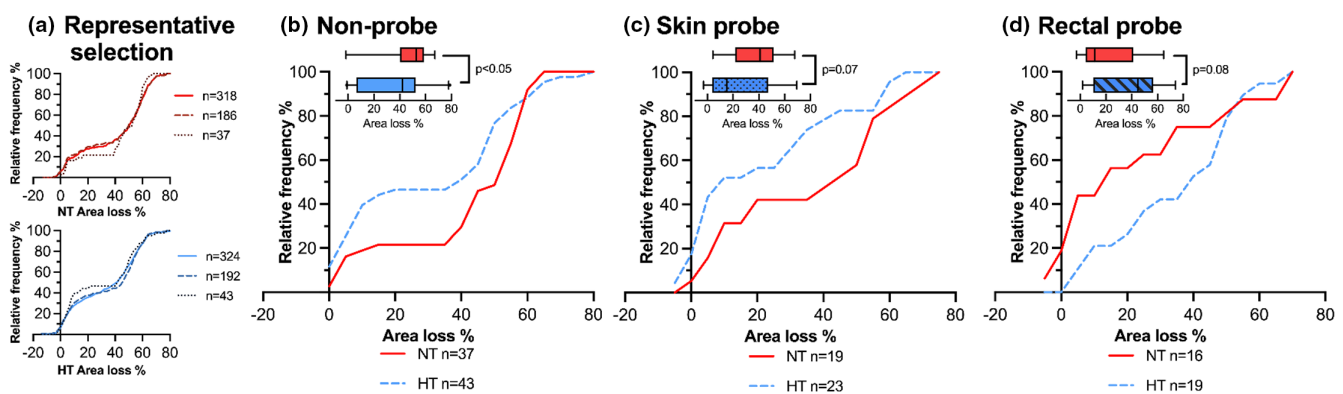 (a) Representative
selection
Relative frequency %
100
80
60
40
20
-20 0 20 40 60 80
NT Area loss %
n=318
n=186
n=37
Relative frequency %
100
80
60
40
20
-20 0 20 40 60 80
HT Area loss %
n=324
n=192
n=43
(b) Non-probe
p<0.05
20 40 60 80
Area loss %
Relative frequency %
100
80
60
40
20
-20 0 20 40 60 80
Area loss %
NT n=37
HT n=43
(c) Skin probe
p=0.07
0 20 40 60 80
Area loss %
Relative frequency %
100
80
60
40
20
-20 0 20 40 60 80
Area loss %
NT n=19
HT n=23
(d) Rectal probe
p=0.08
0 20 40 60 80
Area loss %
Relative frequency %
100
80
60
40
20
-20 0 20 40 60 80
Area loss %
NT n=16
HT n=19